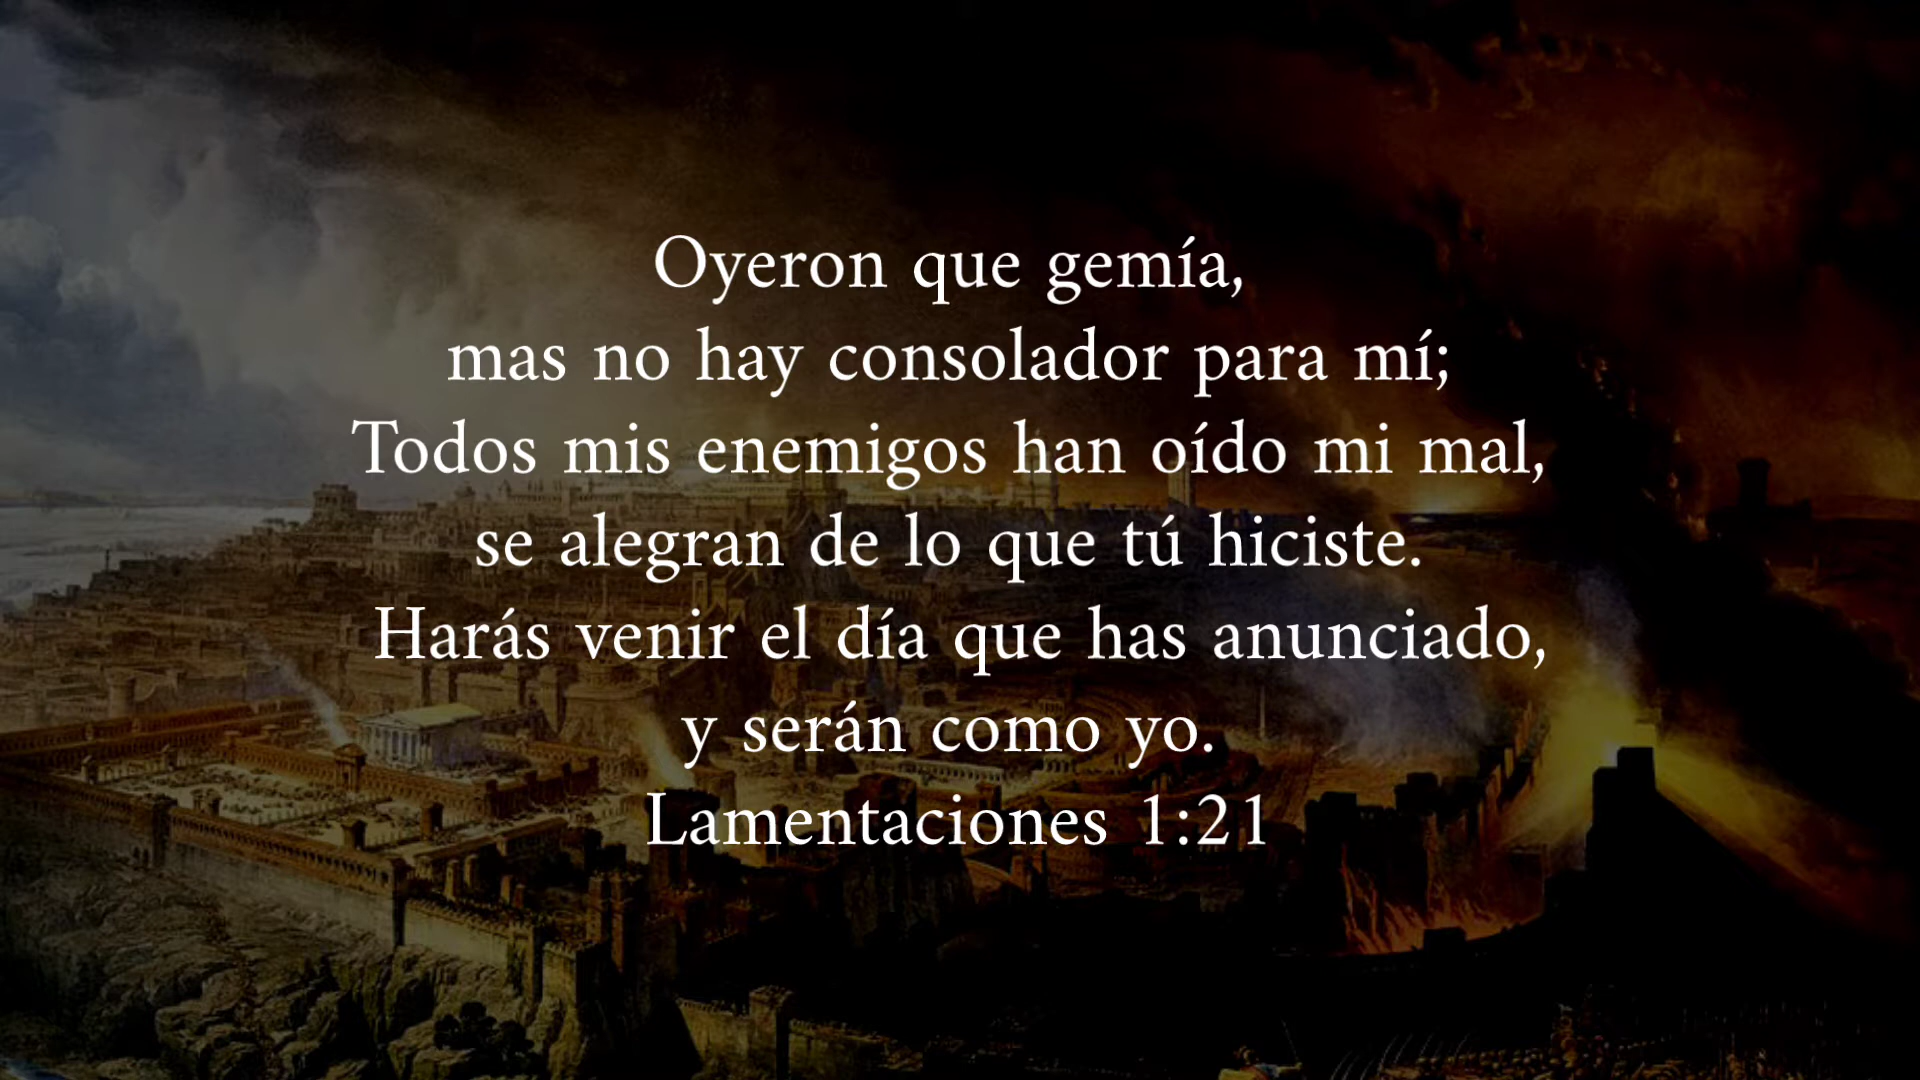 Oyeron que gemía,
mas no hay consolador para mí;
Todos mis enemigos han oído mi mal,
se alegran de lo que tú hiciste.
Harás venir el día que has anunciado,
y serán como yo.
Lamentaciones 1:21